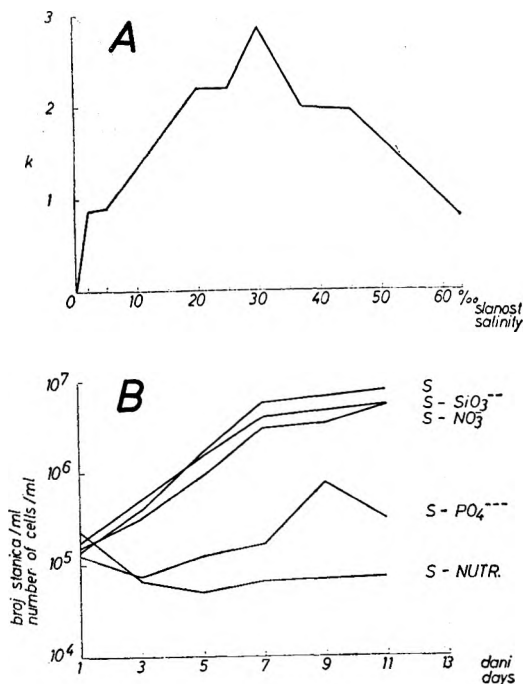 A
3
2
k
1
0
10
20
30
40
50
60 ‰
slanost
salinity
B
10⁷
10⁶
10⁵
10⁴
broj stanica/ml
number of cells/ml
S
S - SiO₃⁻⁻
S - NO₃⁻
S - PO₄⁻⁻⁻
S - NUTR.
1
3
5
7
9
11
13
dani
days